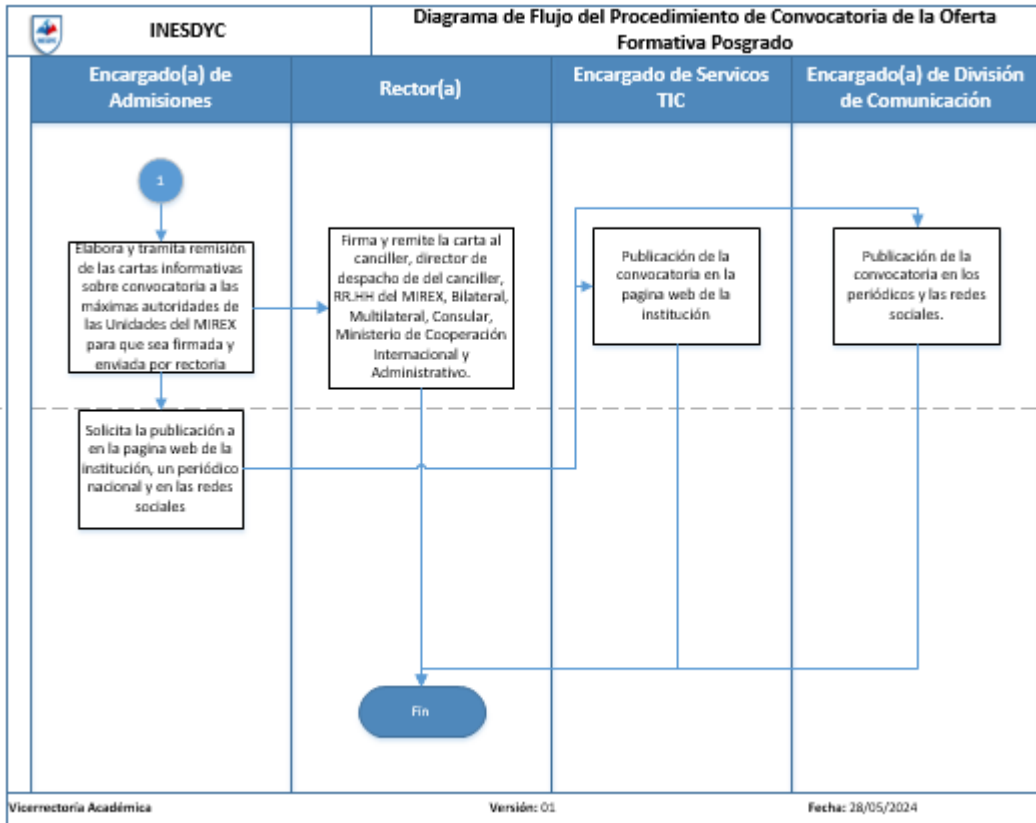 INESDYC
Diagrama de Flujo del Procedimiento de Convocatoria de la Oferta
Formativa Posgrado
Encargado(a) de
Admisiones
Rector(a)
Encargado de Servicos
TIC
Encargado(a) de División
de Comunicación
1
Elabora y tramita remisión
de las cartas informativas
sobre convocatoria a las
máximas autoridades de
las Unidades del MIREX
para que sea firmada y
enviada por rectoria
Firma y remite la carta al
canciller, director de
despacho de del canciller,
RR.HH del MIREX, Bilateral,
Multilateral, Consular,
Ministerio de Cooperación
Internacional y
Administrativo.
Publicación de la
convocatoria en la
pagina web de la
institución
Publicación de la
convocatoria en los
periódicos y las redes
sociales.
Solicita la publicación a
en la pagina web de la
institución, un periódico
nacional y en las redes
sociales
Fin
Vicerrectoría Académica
Versión: 01
Fecha: 28/05/2024